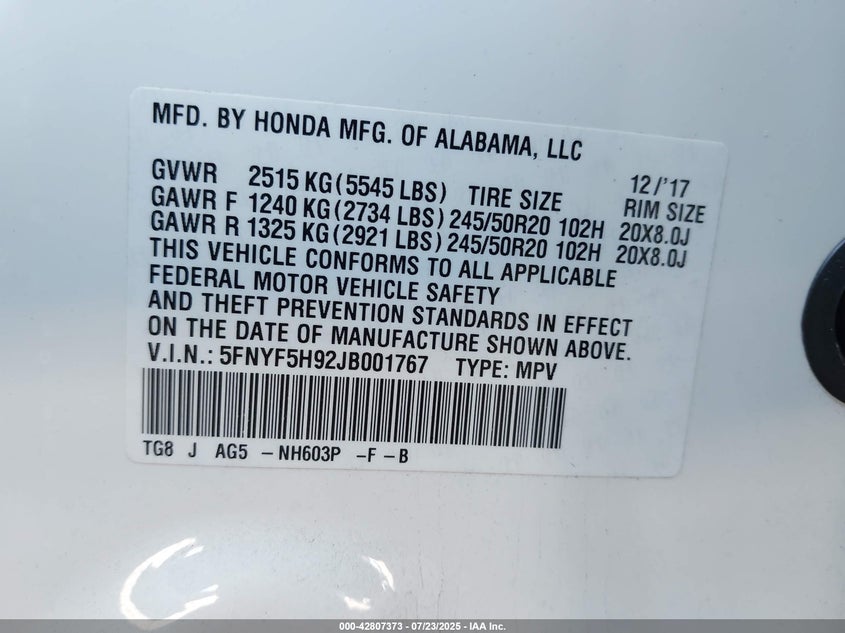 MFD. BY HONDA MFG. OF ALABAMA, LLC
GVWR 2515 KG (5545 LBS) TIRE SIZE 12/'17 RIM SIZE
GAWR F 1240 KG (2734 LBS) 245/50R20 102H 20X8.0J
GAWR R 1325 KG (2921 LBS) 245/50R20 102H 20X8.0J
THIS VEHICLE CONFORMS TO ALL APPLICABLE
FEDERAL MOTOR VEHICLE SAFETY
AND THEFT PREVENTION STANDARDS IN EFFECT
ON THE DATE OF MANUFACTURE SHOWN ABOVE.
V.I.N.: 5FNYF5H92JB001767 TYPE: MPV
TG8 J AG5 -NH603P -F-B
000-42807373 - 07/23/2025 - IAA Inc.